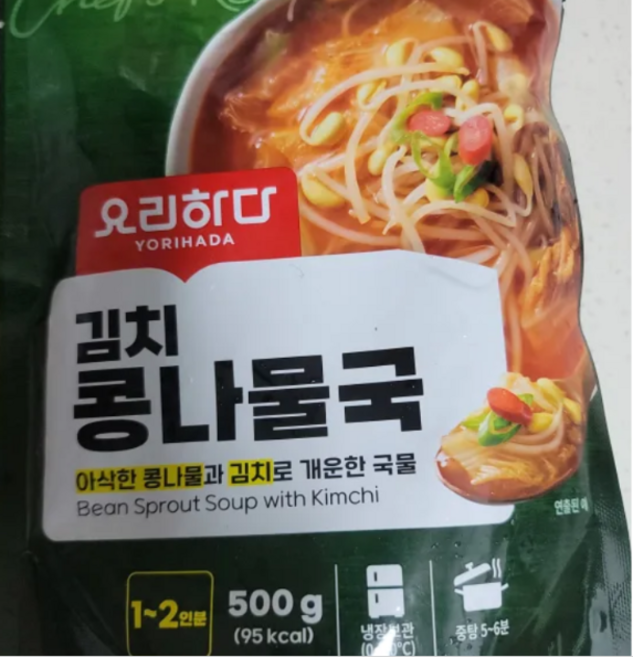 Chef's
요리하다
YORIHADA
김치
콩나물국
아삭한 콩나물과 김치로 개운한 국물
Bean Sprout Soup with Kimchi
연출된
1~2인분
500 g
(95 kcal)
냉장보관
중탕 5~6분